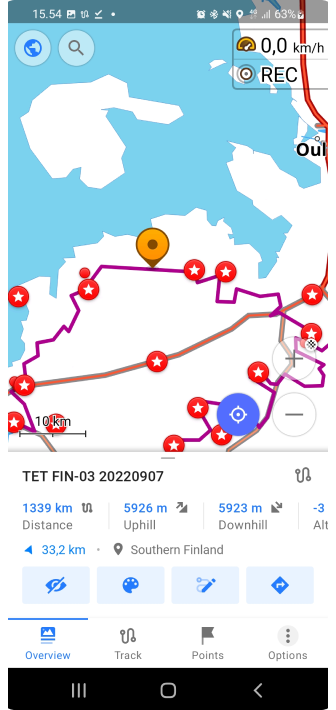 15.54
63%
0,0 km/h
REC
Oul
10 km
TET FIN-03 20220907
1339 km
5926 m
5923 m
-3
Distance
Uphill
Downhill
Alt
33,2 km • Southern Finland
Overview
Track
Points
Options